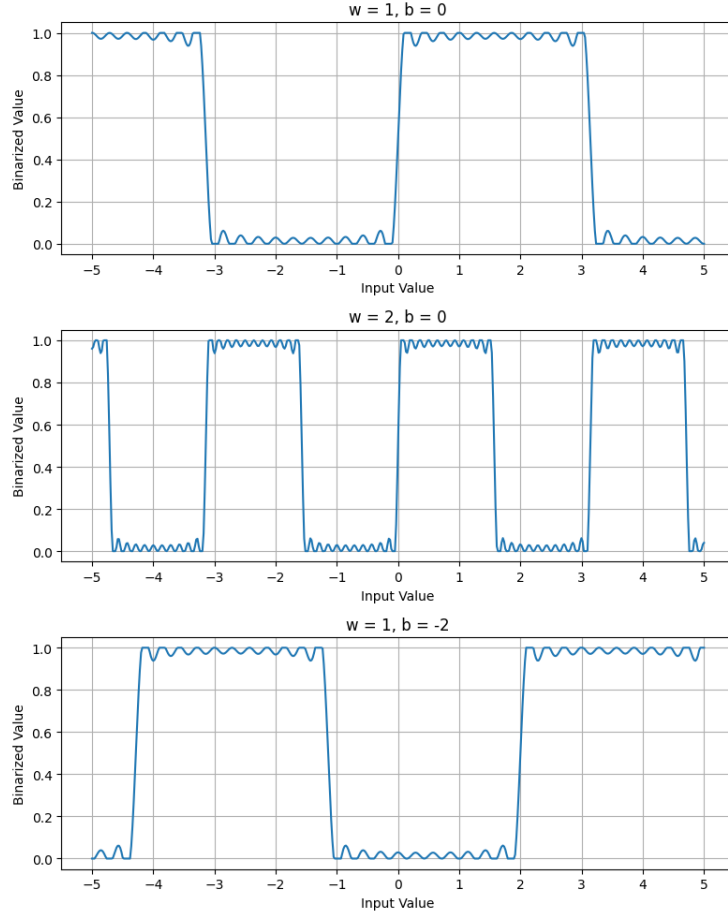 w = 1, b = 0
Binarized Value
1.0
0.8
0.6
0.4
0.2
0.0
−5 −4 −3 −2 −1 0 1 2 3 4 5
Input Value
w = 2, b = 0
Binarized Value
1.0
0.8
0.6
0.4
0.2
0.0
−5 −4 −3 −2 −1 0 1 2 3 4 5
Input Value
w = 1, b = -2
Binarized Value
1.0
0.8
0.6
0.4
0.2
0.0
−5 −4 −3 −2 −1 0 1 2 3 4 5
Input Value